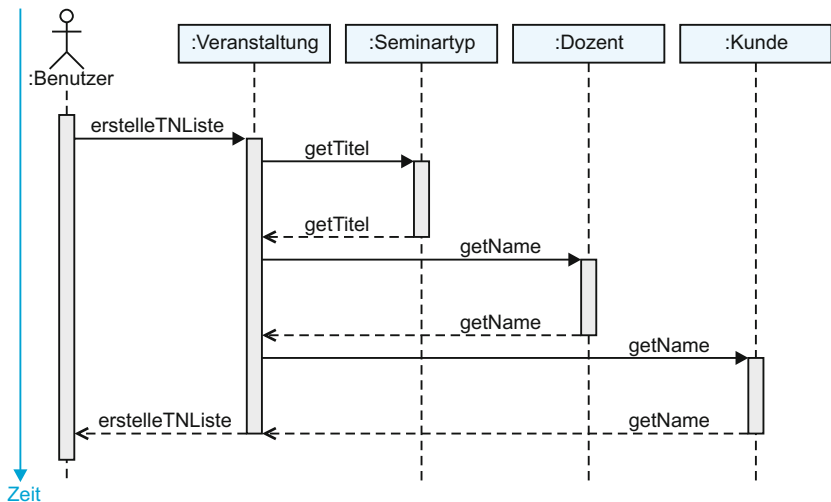 :Veranstaltung
:Seminartyp
:Dozent
:Kunde
:Benutzer
erstelleTNListe
getTitel
getTitel
getName
getName
getName
erstelleTNListe
getName
Zeit